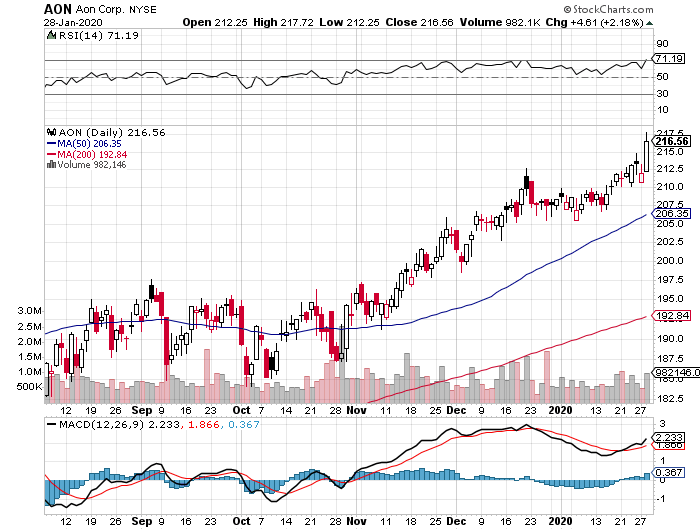 AON Aon Corp. NYSE © StockCharts.com
28-Jan-2020 Open 212.25 High 217.72 Low 212.25 Close 216.56 Volume 982.1K Chg +4.61 (+2.18%)
RSI(14) 71.19
90
71.19
50
30
10
AON (Daily) 216.56
MA(50) 206.35
MA(200) 192.84
Volume 982,146
217.5
216.56
215.0
212.5
210.0
207.5
206.35
205.0
202.5
200.0
197.5
195.0
192.84
192.5
190.0
187.5
185.0
182.5
3.0M
2.5M
2.0M
1.5M
1.0M
500K
982146.0
12 19 26 Sep 9 16 23 Oct 7 14 21 28 Nov 11 18 25 Dec 9 16 23 2020 13 21 27
MACD(12,26,9) 2.233, 1.866, 0.367
3
2.233
1.866
1
0.367
0
-1
12 19 26 Sep 9 16 23 Oct 7 14 21 28 Nov 11 18 25 Dec 9 16 23 2020 13 21 27